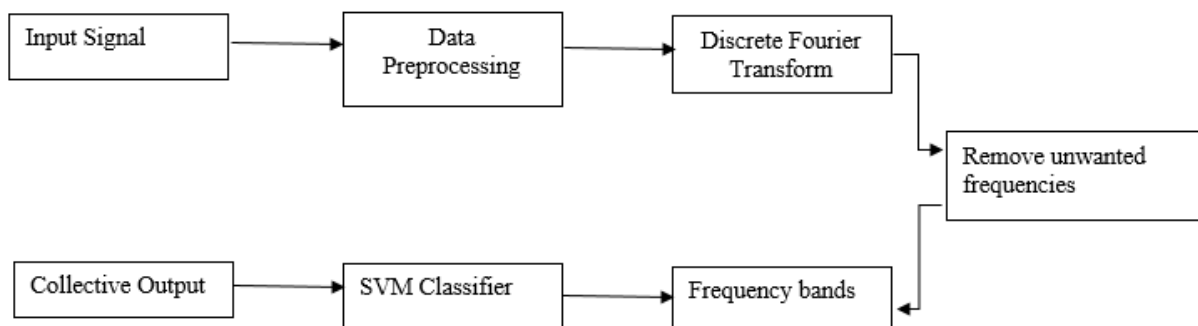 Input Signal
Data
Preprocessing
Discrete Fourier
Transform
Remove unwanted
frequencies
Collective Output
SVM Classifier
Frequency bands